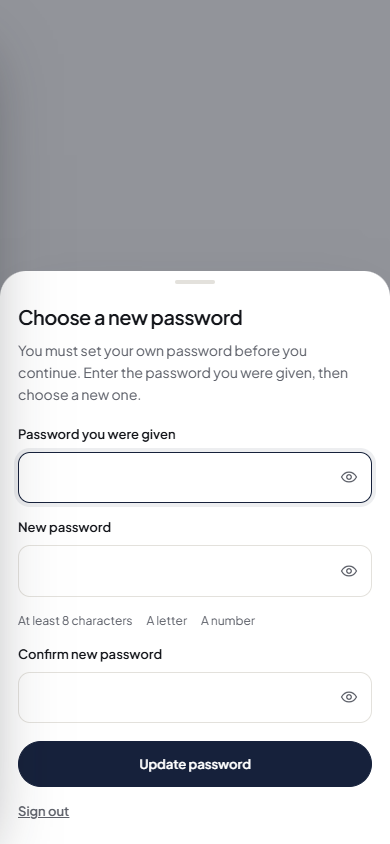 Choose a new password
You must set your own password before you
continue. Enter the password you were given, then
choose a new one.
Password you were given
New password
At least 8 characters A letter A number
Confirm new password
Update password
Sign out